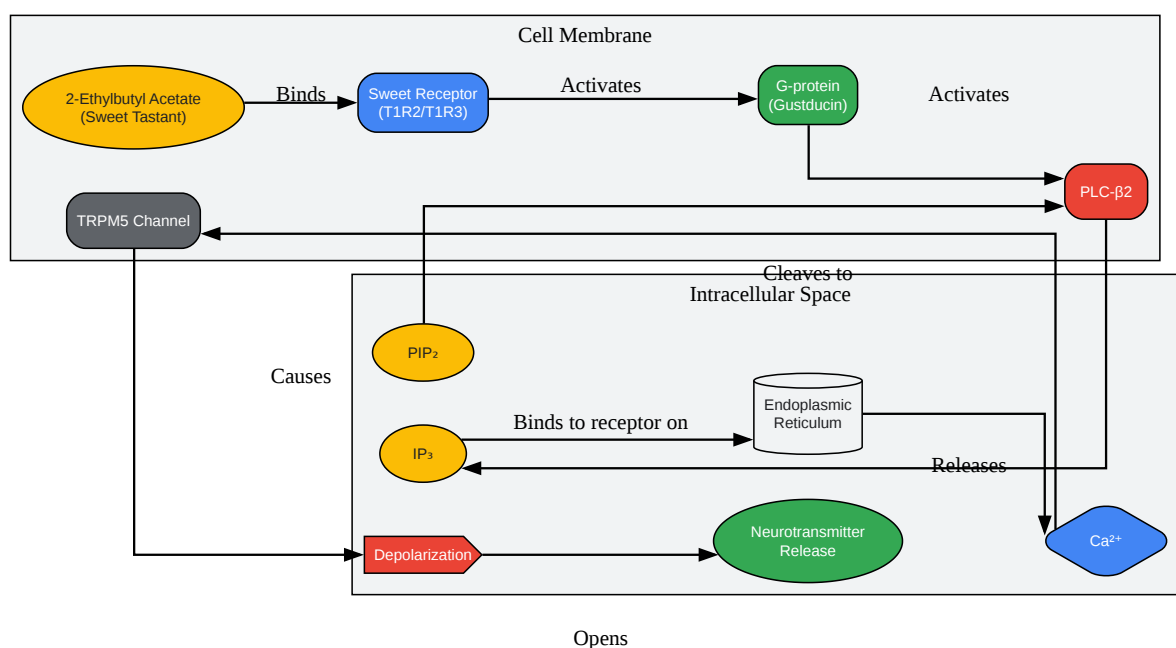 Cell Membrane
2-Ethylbutyl Acetate
(Sweet Tastant)
Binds
Sweet Receptor
(T1R2/T1R3)
Activates
G-protein
(Gustducin)
Activates
PLC-β2
TRPM5 Channel
Cleaves to
Intracellular Space
PIP₂
Causes
Endoplasmic
Reticulum
Binds to receptor on
IP₃
Releases
Neurotransmitter
Release
Ca²⁺
Depolarization
Opens